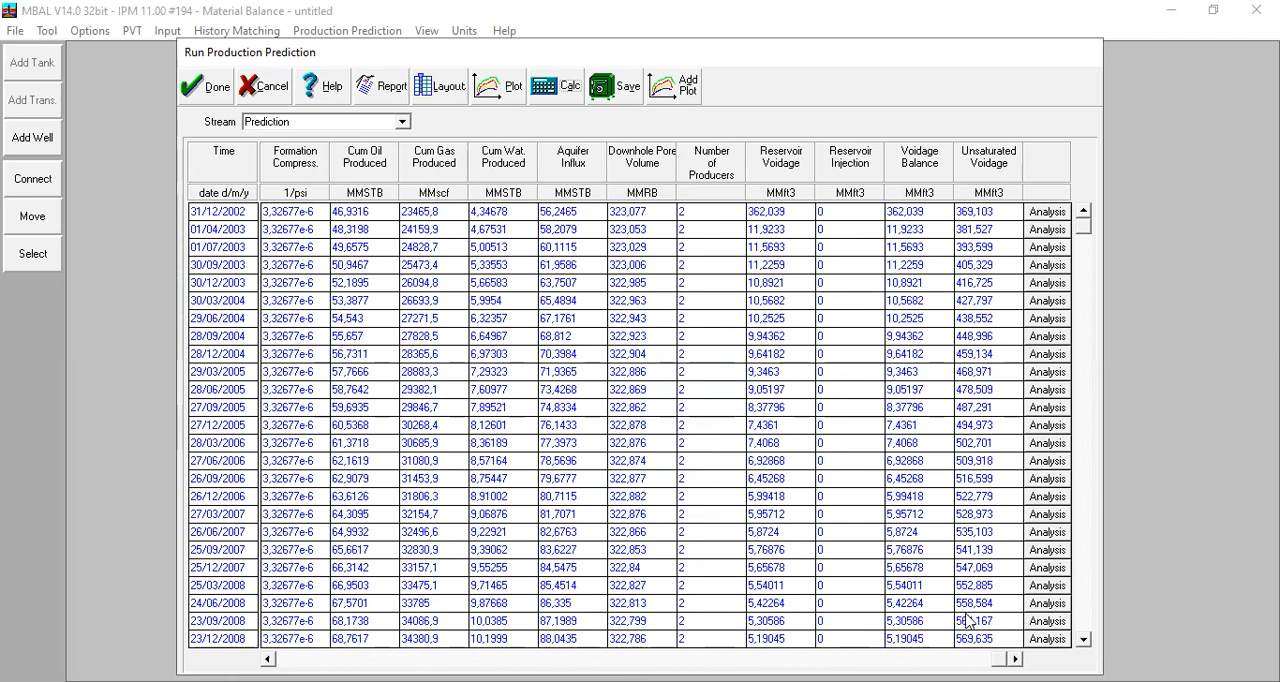 MBAL V14.0 32bit - IPM 11.00 #194 - Material Balance - untitled
File Tool Options PVT Input History Matching Production Prediction View Units Help
Add Tank
Add Trans.
Add Well
Connect
Move
Select
Run Production Prediction
Done Cancel Help Report Layout Plot Calc Save Add Plot
Stream Prediction
Time Formation Compress. Cum Oil Produced Cum Gas Produced Cum Wat. Produced Aquifer Influx Downhole Pore Volume Number of Producers Reservoir Voidage Reservoir Injection Voidage Balance Unsaturated Voidage
date d/m/y 1/psi MMSTB MMscf MMSTB MMSTB MMRB MMft3 MMft3 MMft3 MMft3
31/12/2002 3,32677e-6 46,9316 23465,8 4,34678 56,2465 323,077 2 362,039 0 362,039 369,103 Analysis
01/04/2003 3,32677e-6 48,3198 24159,9 4,67531 58,2079 323,053 2 11,9233 0 11,9233 381,527 Analysis
01/07/2003 3,32677e-6 49,6575 24828,7 5,00513 60,1115 323,029 2 11,5693 0 11,5693 393,599 Analysis
30/09/2003 3,32677e-6 50,9467 25473,4 5,33553 61,9586 323,006 2 11,2259 0 11,2259 405,329 Analysis
30/12/2003 3,32677e-6 52,1895 26094,8 5,66583 63,7507 322,985 2 10,8921 0 10,8921 416,725 Analysis
30/03/2004 3,32677e-6 53,3877 26693,9 5,9954 65,4894 322,963 2 10,5682 0 10,5682 427,797 Analysis
29/06/2004 3,32677e-6 54,543 27271,5 6,32357 67,1761 322,943 2 10,2525 0 10,2525 438,552 Analysis
28/09/2004 3,32677e-6 55,657 27828,5 6,64967 68,812 322,923 2 9,94342 0 9,94342 448,996 Analysis
28/12/2004 3,32677e-6 56,7311 28365,6 6,97303 70,3984 322,904 2 9,64182 0 9,64182 459,134 Analysis
29/03/2005 3,32677e-6 57,7666 28883,3 7,29323 71,9365 322,886 2 9,3463 0 9,3463 468,971 Analysis
28/06/2005 3,32677e-6 58,7642 29382,1 7,60977 73,4268 322,869 2 9,05197 0 9,05197 478,509 Analysis
27/09/2005 3,32677e-6 59,6935 29846,7 7,89521 74,8334 322,862 2 8,37796 0 8,37796 487,291 Analysis
27/12/2005 3,32677e-6 60,5368 30268,4 8,12601 76,1433 322,878 2 7,4361 0 7,4361 494,973 Analysis
28/03/2006 3,32677e-6 61,3718 30685,9 8,36189 77,3973 322,876 2 7,4068 0 7,4068 502,701 Analysis
27/06/2006 3,32677e-6 62,1619 31080,9 8,57164 78,5696 322,874 2 6,92868 0 6,92868 509,918 Analysis
26/09/2006 3,32677e-6 62,9079 31453,9 8,75447 79,6777 322,878 2 6,45268 0 6,45268 516,599 Analysis
26/12/2006 3,32677e-6 63,6126 31806,3 8,91002 80,7115 322,882 2 5,99418 0 5,99418 522,779 Analysis
27/03/2007 3,32677e-6 64,3095 32154,7 9,06876 81,7071 322,876 2 5,95712 0 5,95712 528,973 Analysis
26/06/2007 3,32677e-6 64,9932 32496,6 9,22921 82,6763 322,866 2 5,8724 0 5,8724 535,103 Analysis
25/09/2007 3,32677e-6 65,6617 32830,9 9,39062 83,6227 322,853 2 5,76876 0 5,76876 541,139 Analysis
25/12/2007 3,32677e-6 66,3142 33157,1 9,55255 84,5475 322,84 2 5,65678 0 5,65678 547,069 Analysis
25/03/2008 3,32677e-6 66,9503 33475,1 9,71465 85,4514 322,827 2 5,54011 0 5,54011 552,885 Analysis
24/06/2008 3,32677e-6 67,5701 33785 9,87668 86,335 322,813 2 5,42264 0 5,42264 558,584 Analysis
23/09/2008 3,32677e-6 68,1738 34086,9 10,0385 87,1989 322,799 2 5,30586 0 5,30586 Analysis
23/12/2008 3,32677e-6 68,7617 34380,9 10,1999 88,0435 322,786 2 5,19045 0 5,19045 569,635 Analysis